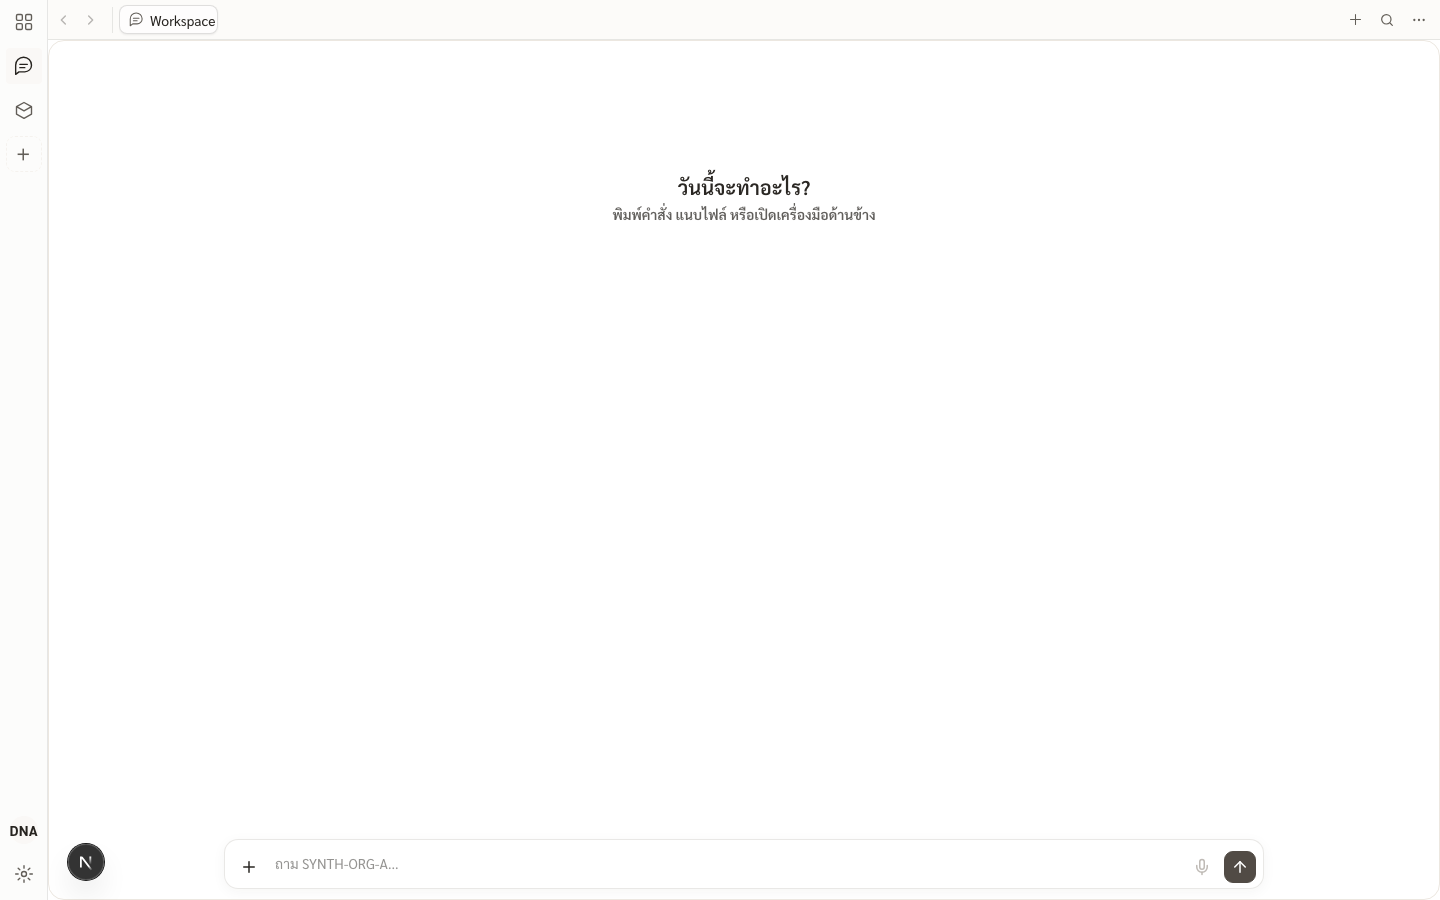 Workspace
วันนี้จะทำอะไร?
พิมพ์คำสั่ง แนบไฟล์ หรือเปิดเครื่องมือด้านข้าง
DNA
N
ถาม SYNTH-ORG-A...